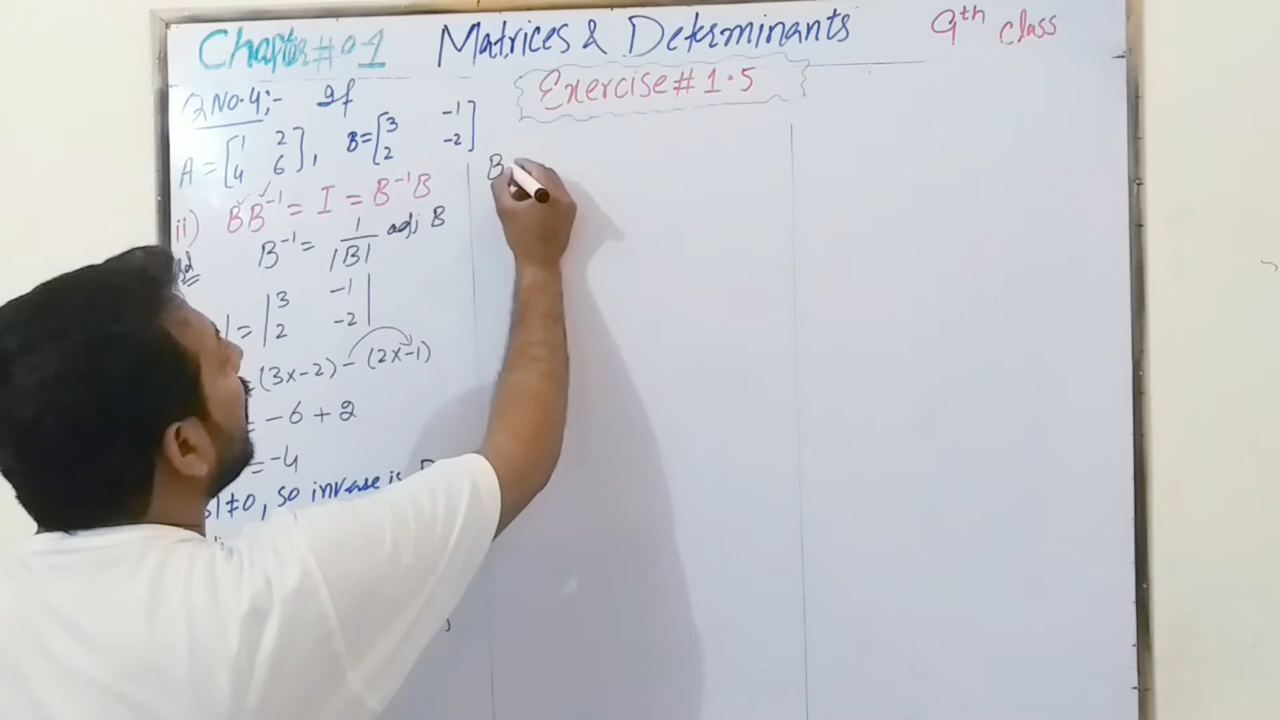 Chapter # 01 Matrices & Determinants 9th class
Exercise # 1.5
Q No.4;- If
A = [1 2 4 6], B = [3 -1 2 -2]
ii) BB⁻¹ = I = B⁻¹B
B⁻¹ = 1/|B| adj B
= |3 -1 2 -2|
(3x-2) - (2x-1)
= -6 + 2
= -4
≠0, so inverse is
B